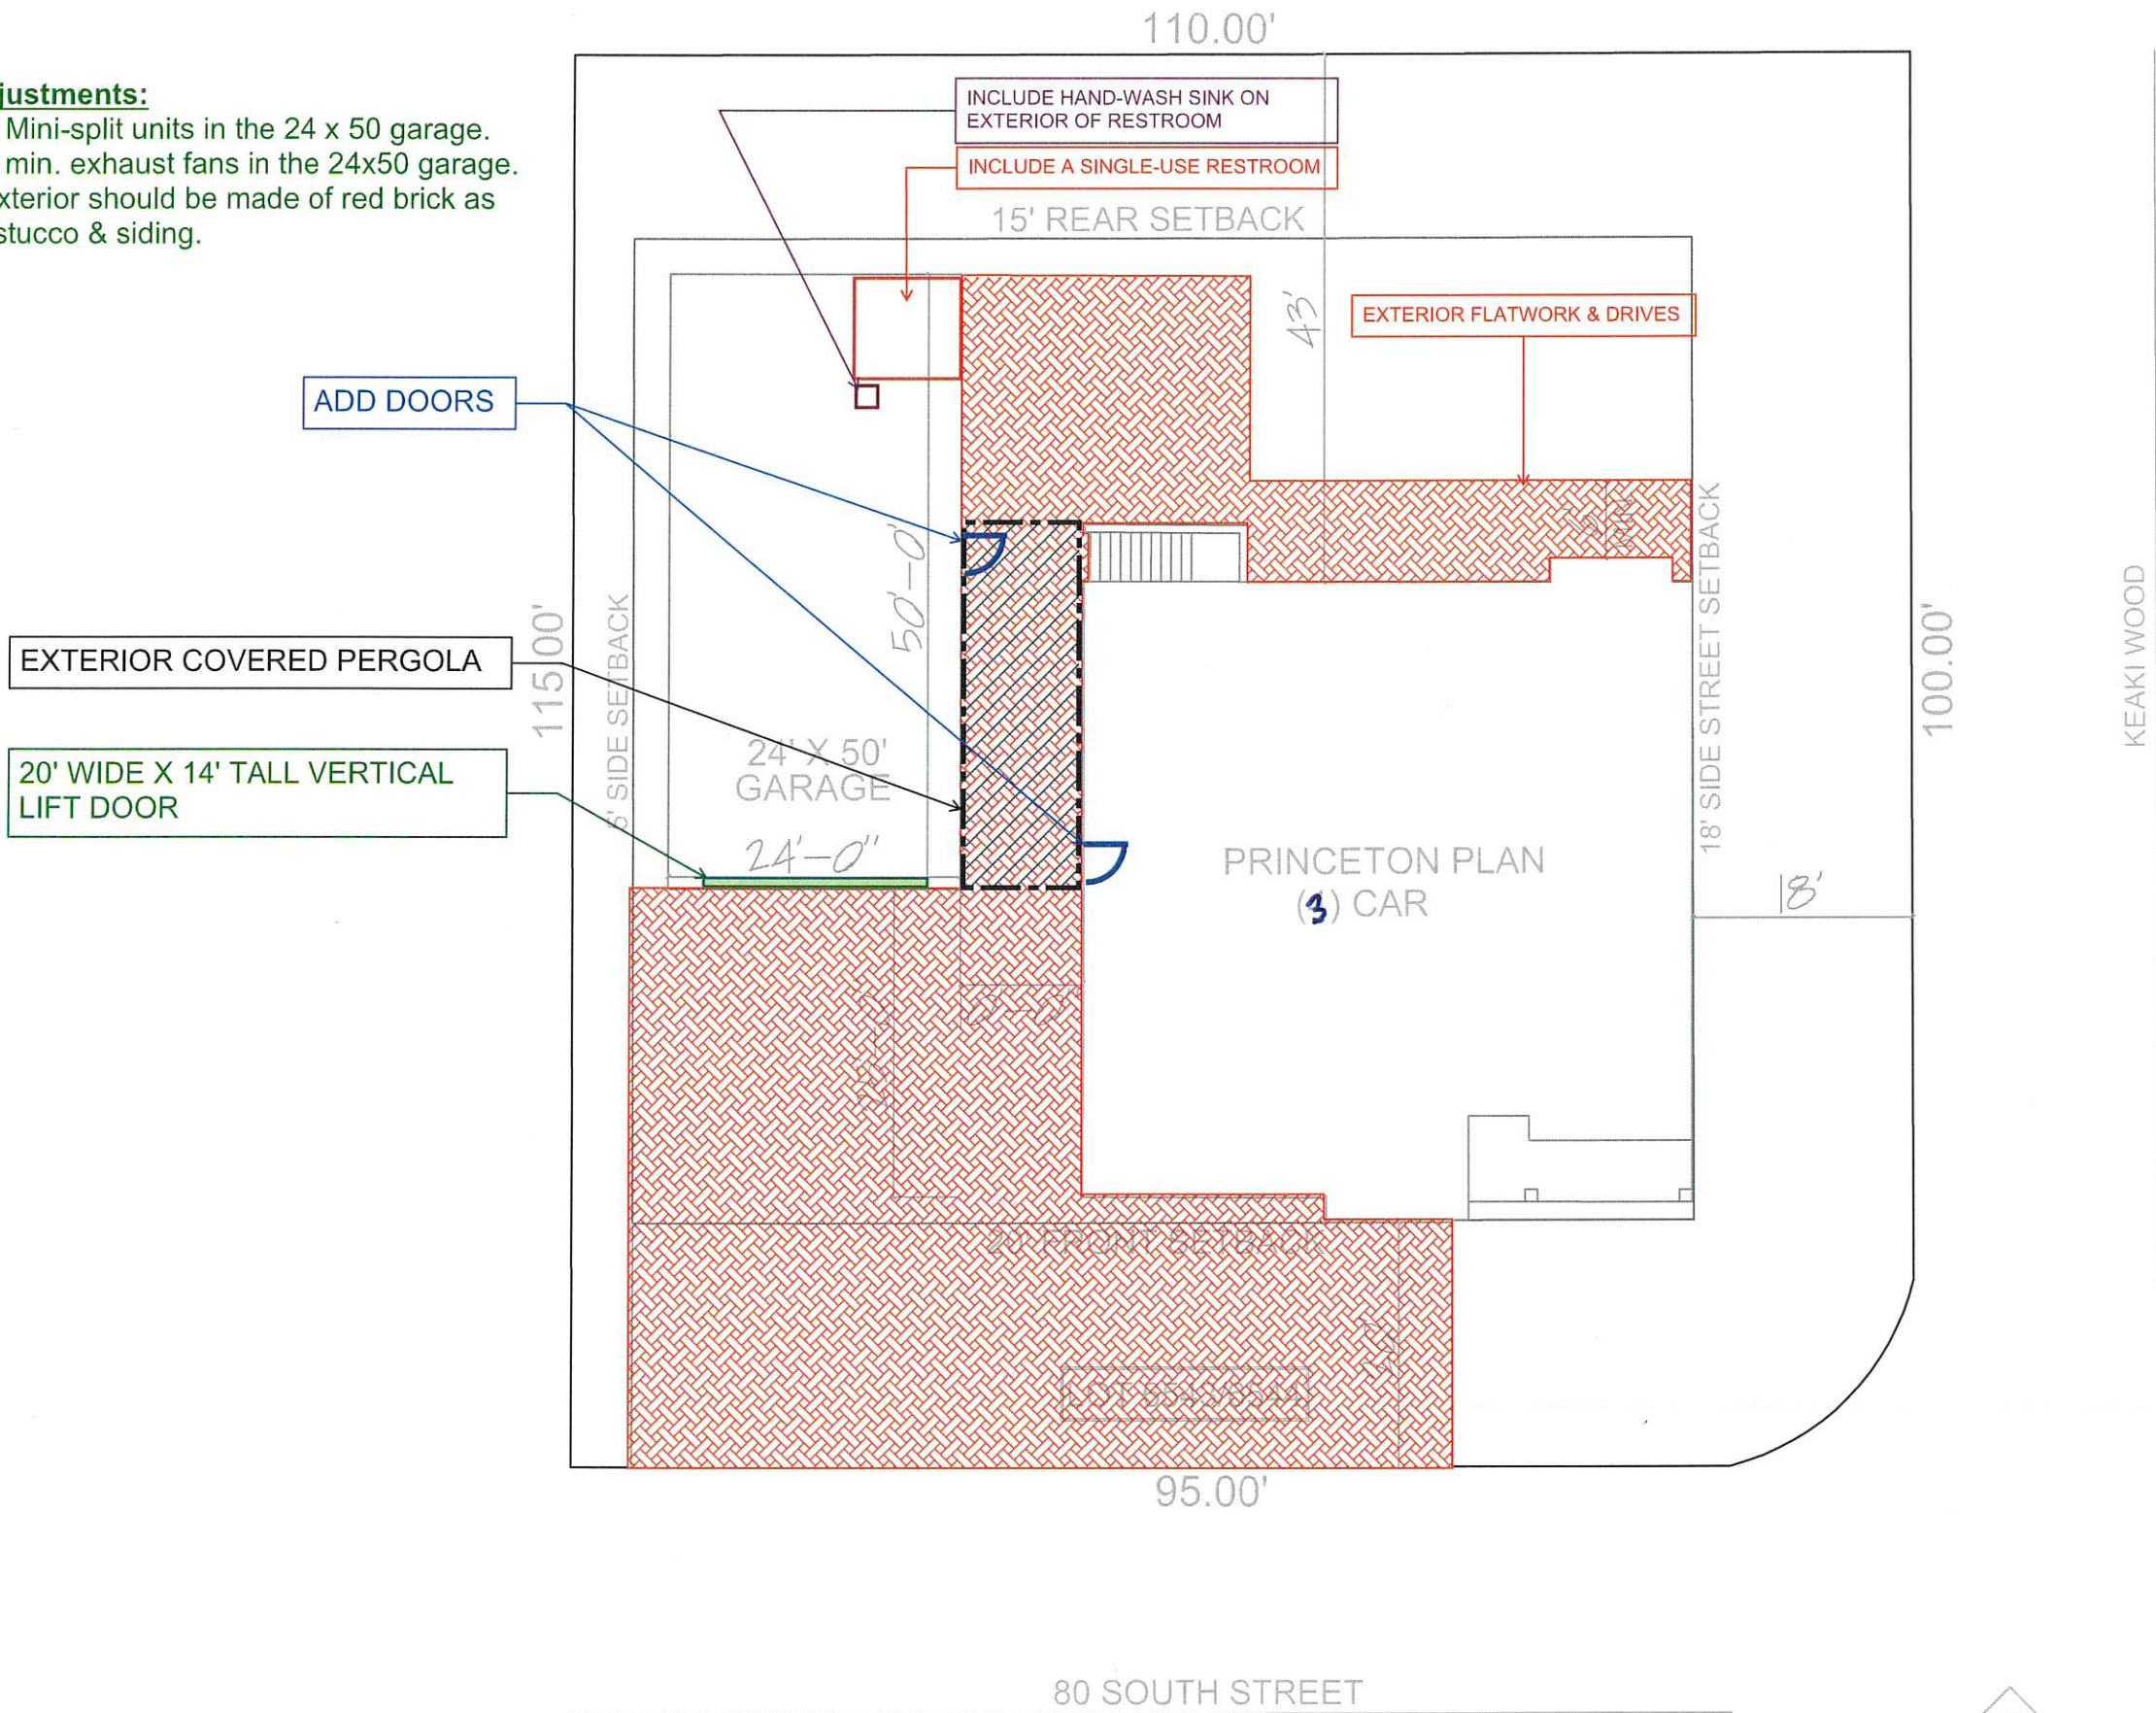 110.00'
justments:
Mini-split units in the 24 x 50 garage.
min. exhaust fans in the 24x50 garage.
xterior should be made of red brick as
stucco & siding.
INCLUDE HAND-WASH SINK ON
EXTERIOR OF RESTROOM
INCLUDE A SINGLE-USE RESTROOM
15' REAR SETBACK
43'
EXTERIOR FLATWORK & DRIVES
ADD DOORS
MIN
50'-0"
EXTERIOR COVERED PERGOLA
115.00'
SIDE SETBACK
18' SIDE STREET SETBACK
100.00'
KEAKI WOOD
20' WIDE X 14' TALL VERTICAL
LIFT DOOR
24' X 50'
GARAGE
24'-0"
PRINCETON PLAN
(3) CAR
18'
20' FRONT SETBACK
LOT
95.00'
80 SOUTH STREET